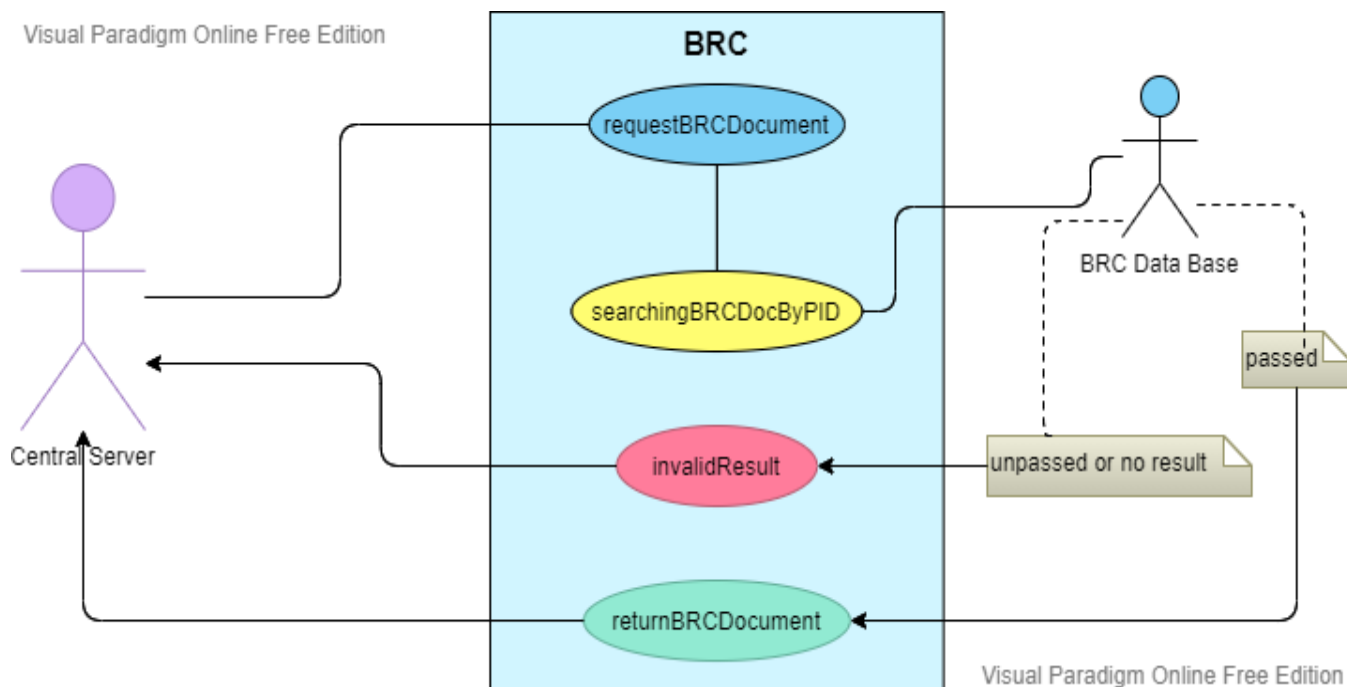 Visual Paradigm Online Free Edition
BRC
requestBRCDocument
BRC Data Base
searchingBRCDocByPID
passed
Central Server
invalidResult
unpassed or no result
returnBRCDocument
Visual Paradigm Online Free Edition